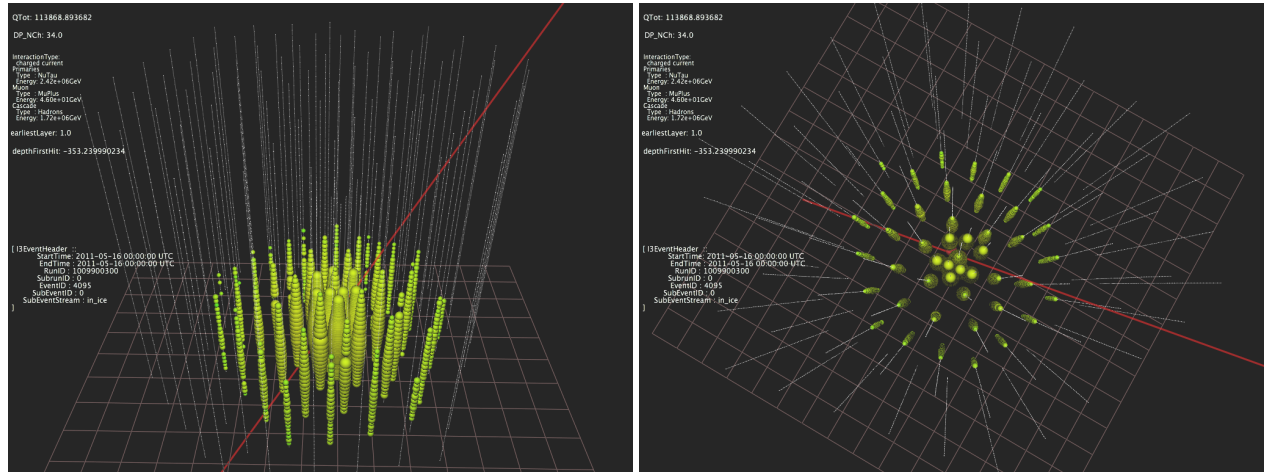 QTot: 113868.893682
DP_NCh: 34.0
InteractionType:
charged current
Primaries
Type : NuTau
Energy: 2.42e+06GeV
Muon
Type : MuPlus
Energy: 4.60e+01GeV
Cascade
Type : Hadrons
Energy: 1.72e+06GeV
earliestLayer: 1.0
depthFirstHit: -353.239990234
[ I3EventHeader ::
StartTime: 2011-05-16 00:00:00 UTC
EndTime : 2011-05-16 00:00:00 UTC
RunID : 1009900300
SubrunID : 0
EventID : 4095
SubEventID : 0
SubEventStream : in_ice
]
QTot: 113868.893682
DP_NCh: 34.0
InteractionType:
charged current
Primaries
Type : NuTau
Energy: 2.42e+06GeV
Muon
Type : MuPlus
Energy: 4.60e+01GeV
Cascade
Type : Hadrons
Energy: 1.72e+06GeV
earliestLayer: 1.0
depthFirstHit: -353.239990234
[ I3EventHeader ::
StartTime: 2011-05-16 00:00:00 UTC
EndTime : 2011-05-16 00:00:00 UTC
RunID : 1009900300
SubrunID : 0
EventID : 4095
SubEventID : 0
SubEventStream : in_ice
]